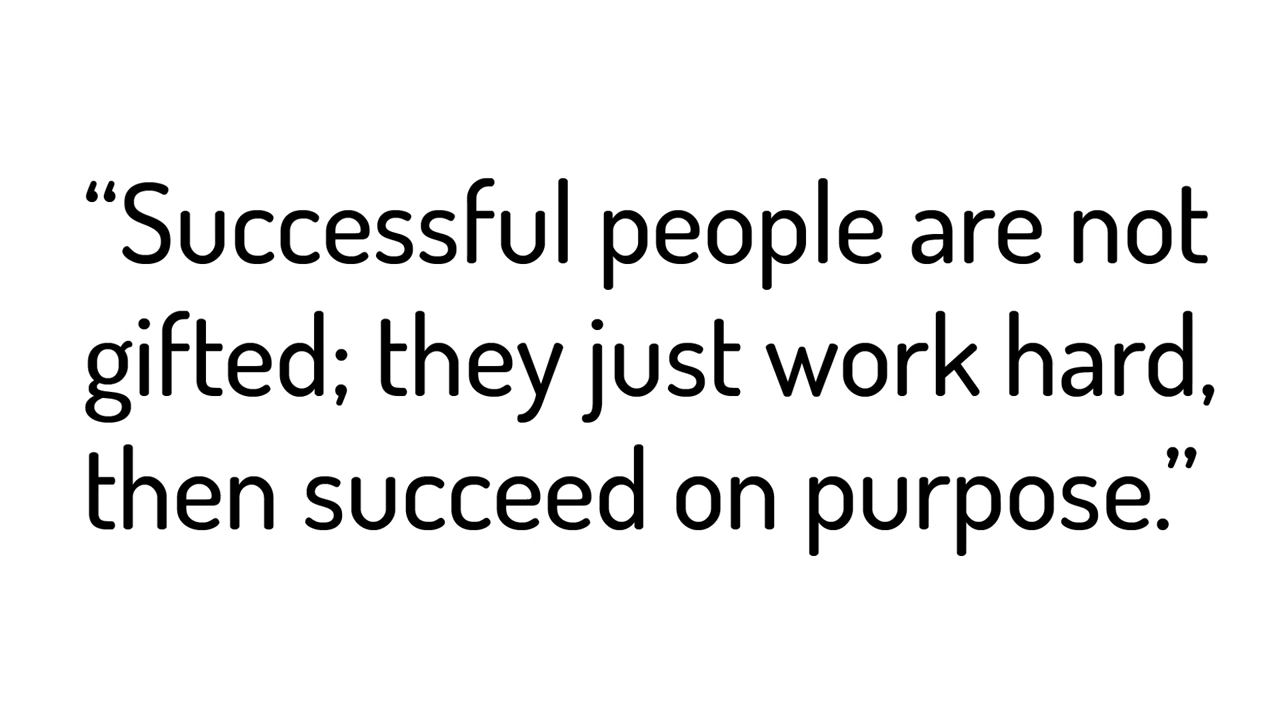 “Successful people are not
gifted; they just work hard,
then succeed on purpose.”